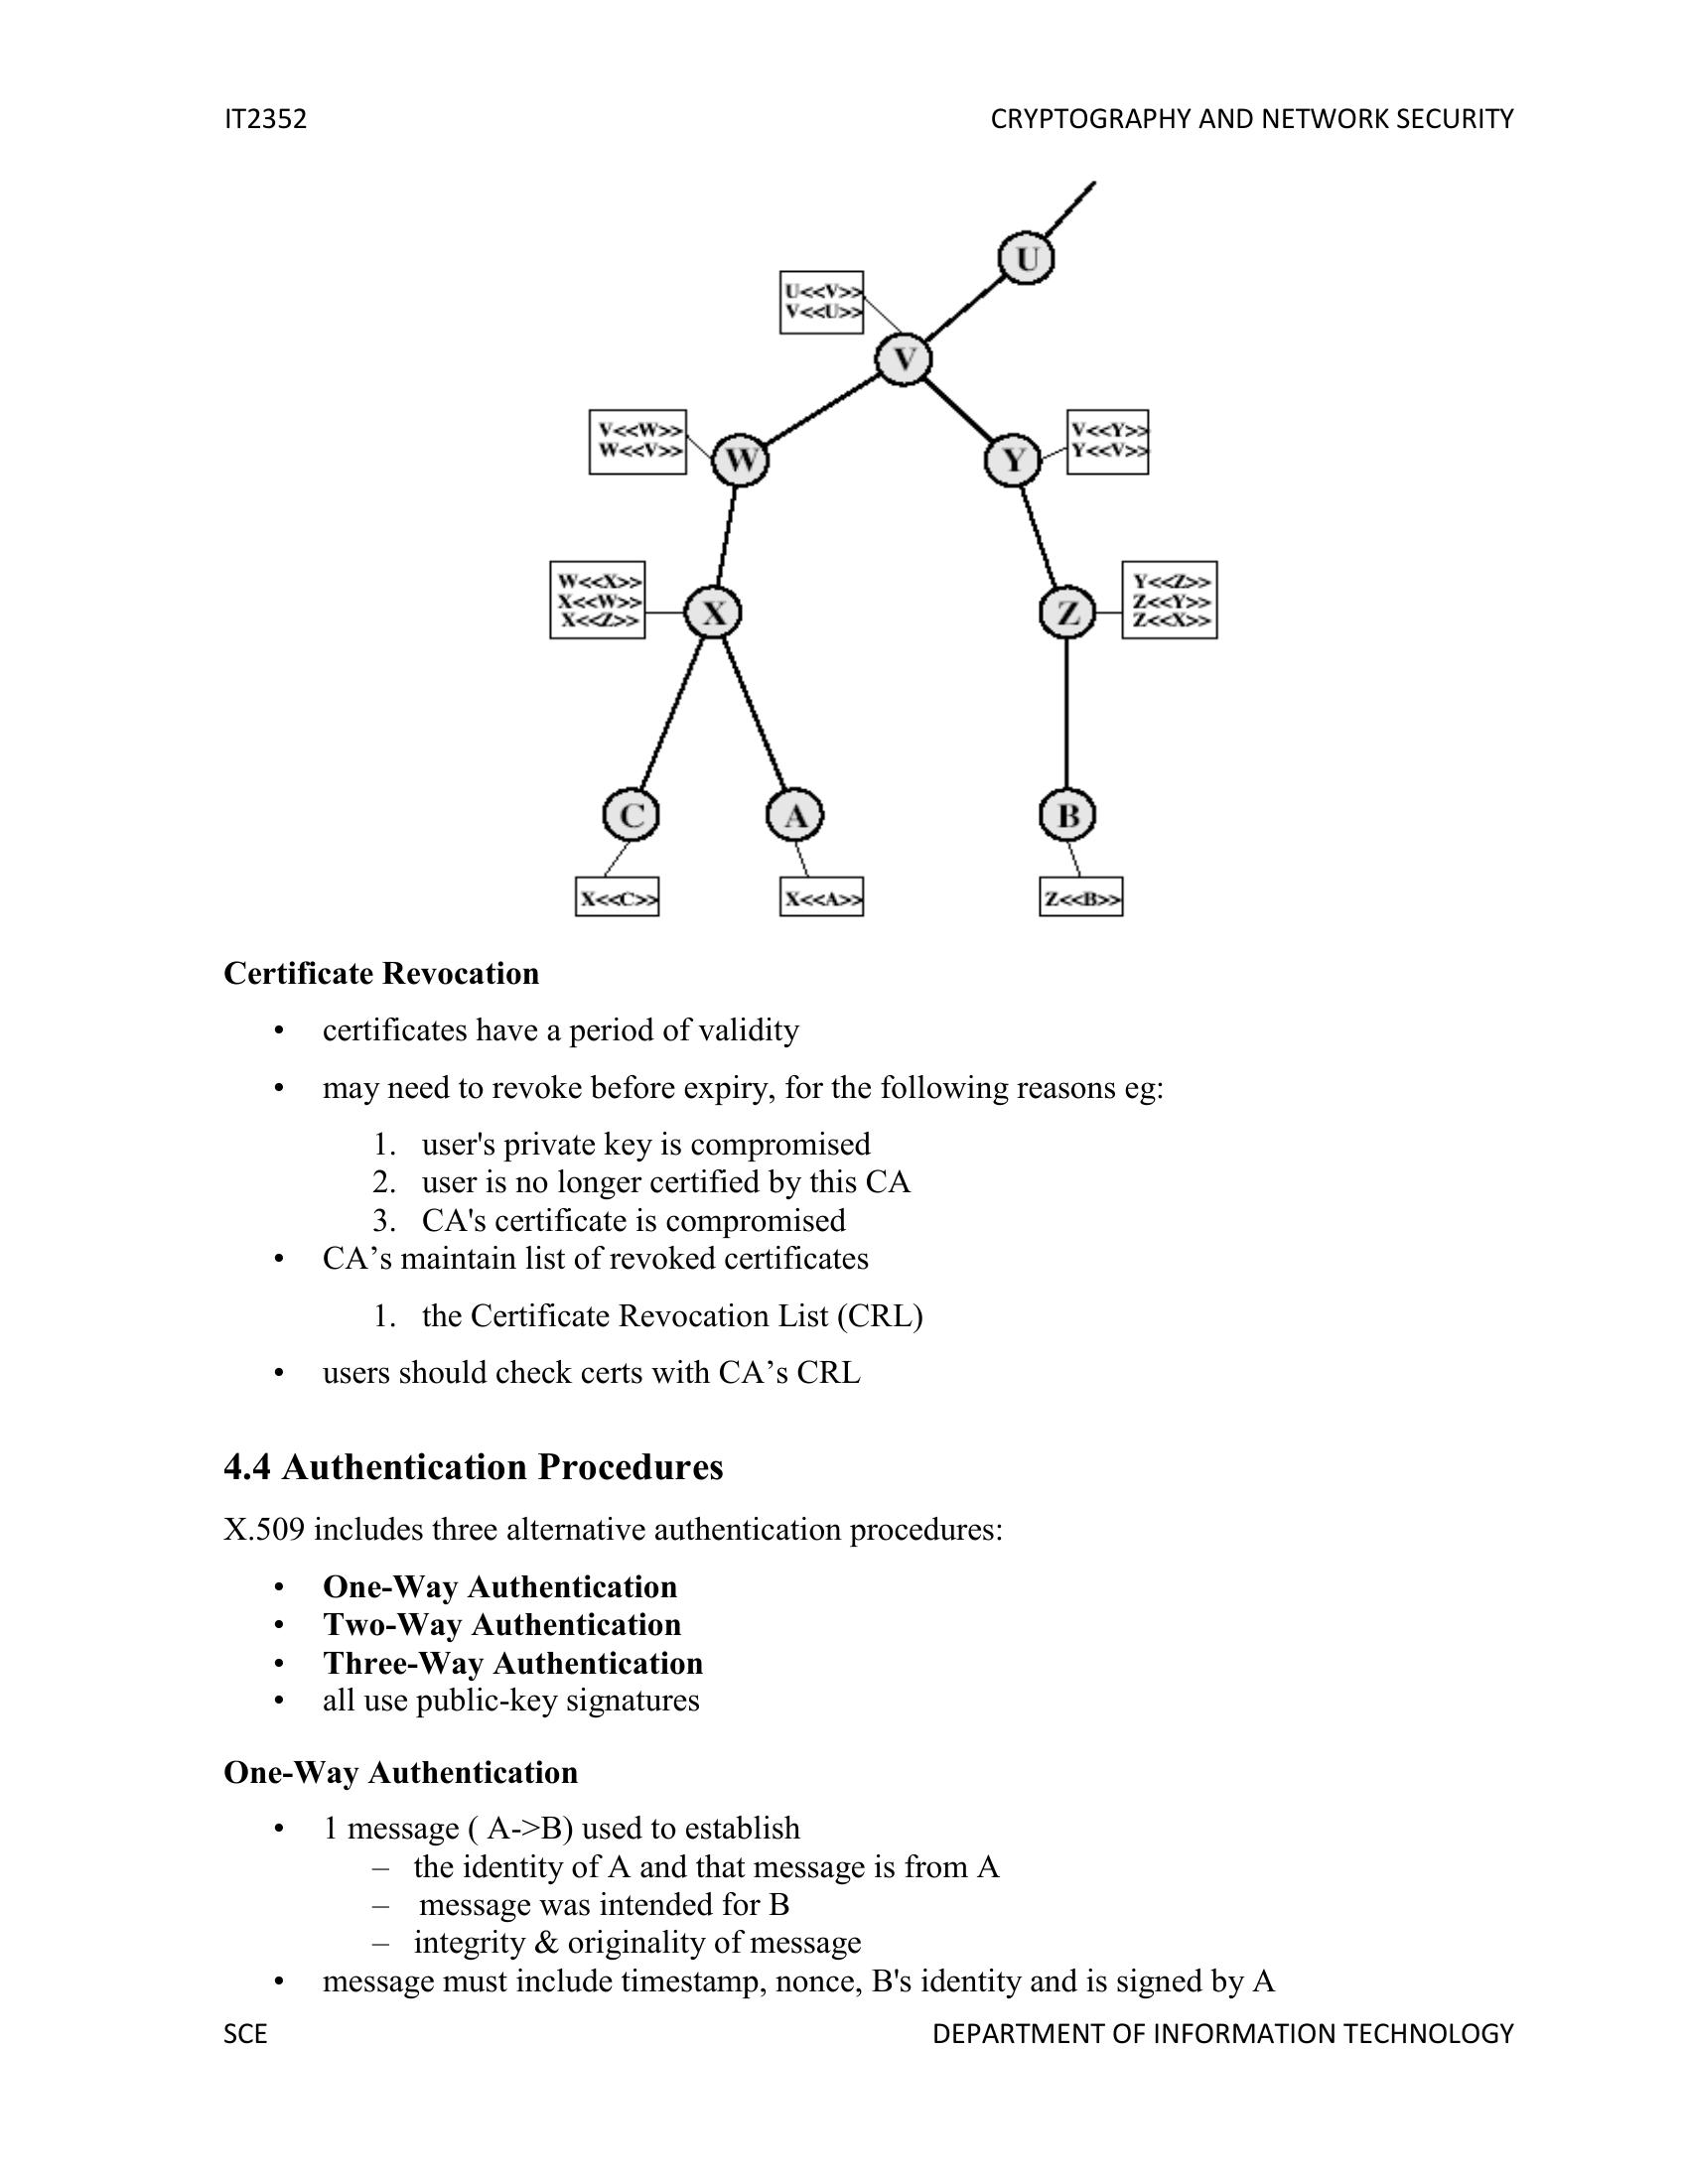 IT2352
CRYPTOGRAPHY AND NETWORK SECURITY
U
U<<V>>
V<<U>>
V
V<<W>>
W<<V>>
W
Y
V<<Y>>
Y<<V>>
W<<X>>
X<<W>>
X<<Z>>
X
Z
Y<<Z>>
Z<<Y>>
Z<<X>>
C
A
B
X<<C>>
X<<A>>
Z<<B>>
Certificate Revocation
• certificates have a period of validity
• may need to revoke before expiry, for the following reasons eg:
1. user's private key is compromised
2. user is no longer certified by this CA
3. CA's certificate is compromised
• CA’s maintain list of revoked certificates
1. the Certificate Revocation List (CRL)
• users should check certs with CA’s CRL
4.4 Authentication Procedures
X.509 includes three alternative authentication procedures:
• One-Way Authentication
• Two-Way Authentication
• Three-Way Authentication
• all use public-key signatures
One-Way Authentication
• 1 message ( A->B) used to establish
– the identity of A and that message is from A
– message was intended for B
– integrity & originality of message
• message must include timestamp, nonce, B's identity and is signed by A
SCE
DEPARTMENT OF INFORMATION TECHNOLOGY